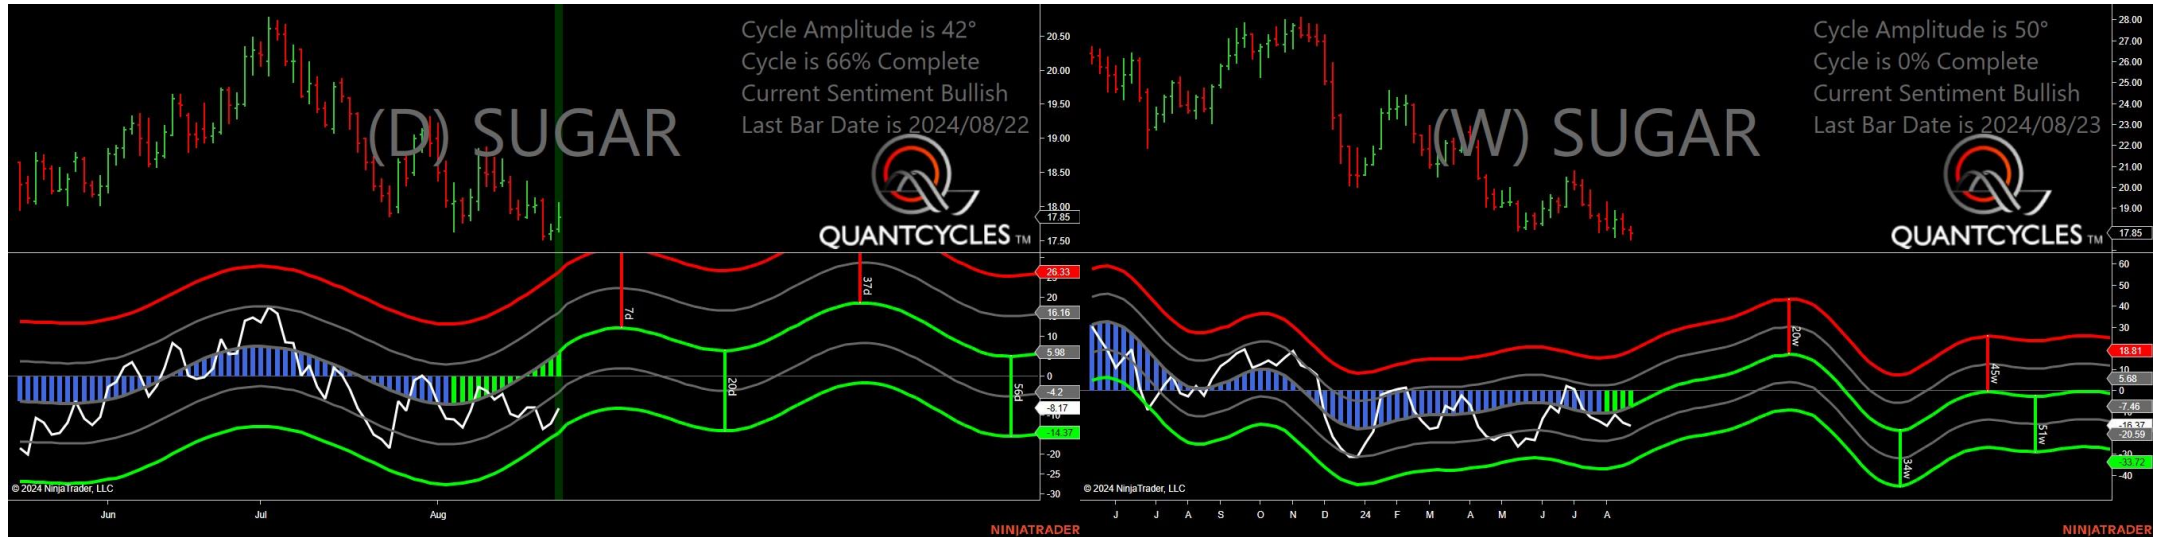 Cycle Amplitude is 42°
Cycle is 66% Complete
Current Sentiment Bullish
Last Bar Date is 2024/08/22
(D) SUGAR
QUANTCYCLES TM
20.50
20.00
19.50
19.00
18.50
18.00
17.85
17.50
7d
20d
37d
56d
26.33
20
16.16
10
5.98
0
-4.2
-8.17
-14.37
-20
-25
-30
© 2024 NinjaTrader, LLC
Jun
Jul
Aug
NINJATRADER
Cycle Amplitude is 50°
Cycle is 0% Complete
Current Sentiment Bullish
Last Bar Date is 2024/08/23
(W) SUGAR
QUANTCYCLES TM
28.00
27.00
26.00
25.00
24.00
23.00
22.00
21.00
20.00
19.00
17.85
20w
34w
45w
51w
60
50
40
30
18.81
5.68
0
-7.46
-16.37
-20.59
-33.72
-40
© 2024 NinjaTrader, LLC
J
J
A
S
O
N
D
24
F
M
A
M
J
J
A
NINJATRADER